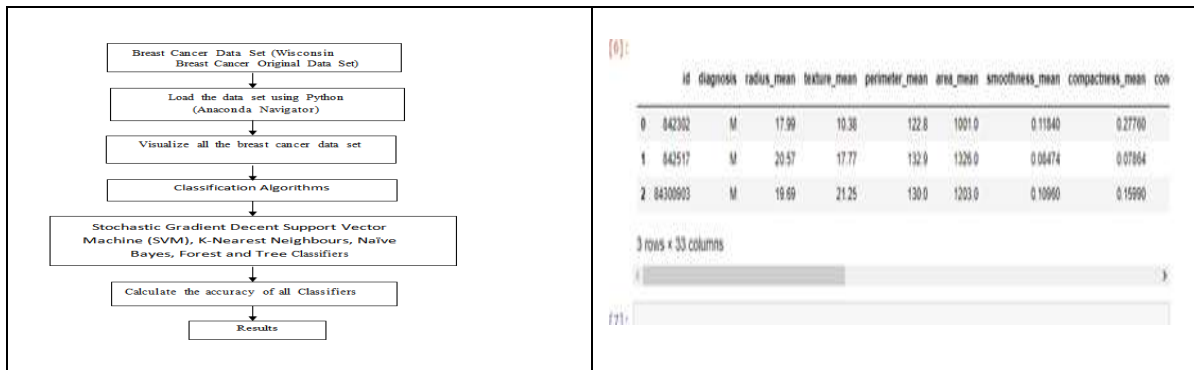 Breast Cancer Data Set (Wisconsin
Breast Cancer Original Data Set)
Load the data set using Python
(Anaconda Navigator)
Visualize all the breast cancer data set
Classification Algorithms
Stochastic Gradient Decent Support Vector
Machine (SVM), K-Nearest Neighbours, Naïve
Bayes, Forest and Tree Classifiers
Calculate the accuracy of all Classifiers
Results
[6]:
id diagnosis radius_mean texture_mean perimeter_mean area_mean smoothness_mean compactness_mean con
0 842302 M 17.99 10.38 122.8 1001.0 0.11840 0.27760
1 842517 M 20.57 17.77 132.9 1326.0 0.08474 0.07864
2 84300903 M 19.69 21.25 130.0 1203.0 0.10960 0.15990
3 rows × 33 columns
[7]: